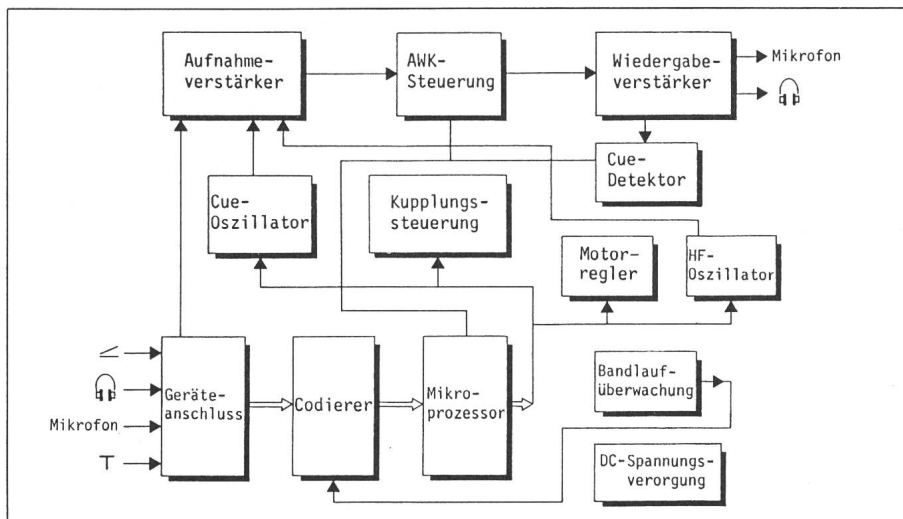 Aufnahme-
verstärker
AWK-
Steuerung
Wiedergabe-
verstärker
Mikrofon
Cue-
Detektor
Cue-
Oszillator
Kupplungs-
steuerung
Motor-
regler
HF-
Oszillator
Geräte-
anschluss
Codierer
Mikro-
prozessor
Bandlauf-
überwachung
Mikrofon
DC-Spannungs-
verorgung